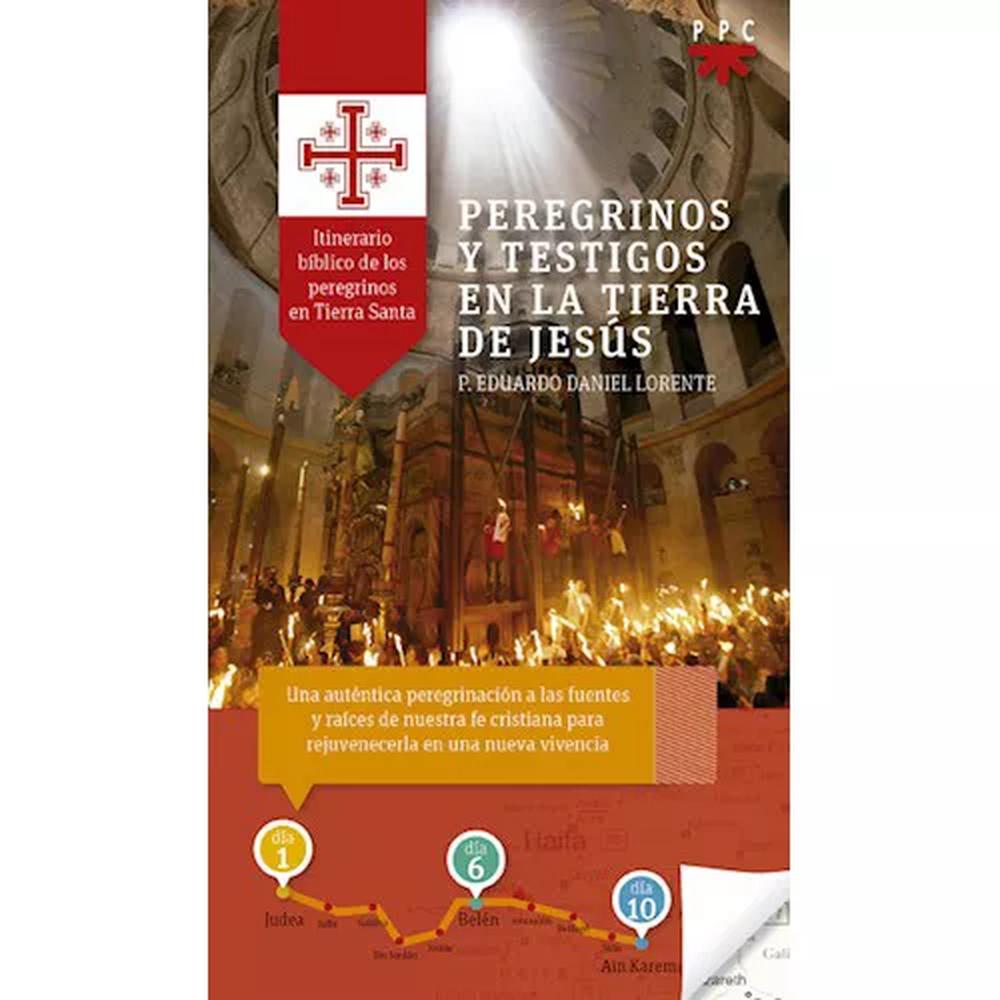 PPC
Itinerario
bíblico de los
peregrinos
en Tierra Santa
PEREGRINOS
Y TESTIGOS
EN LA TIERRA
DE JESÚS
P. EDUARDO DANIEL LORENTE
Una auténtica peregrinación a las fuentes
y raíces de nuestra fe cristiana para
rejuvenecerla en una nueva vivencia
Haifa
día
1
día
6
día
10
Judea
Belén
Ain Karem
zareth